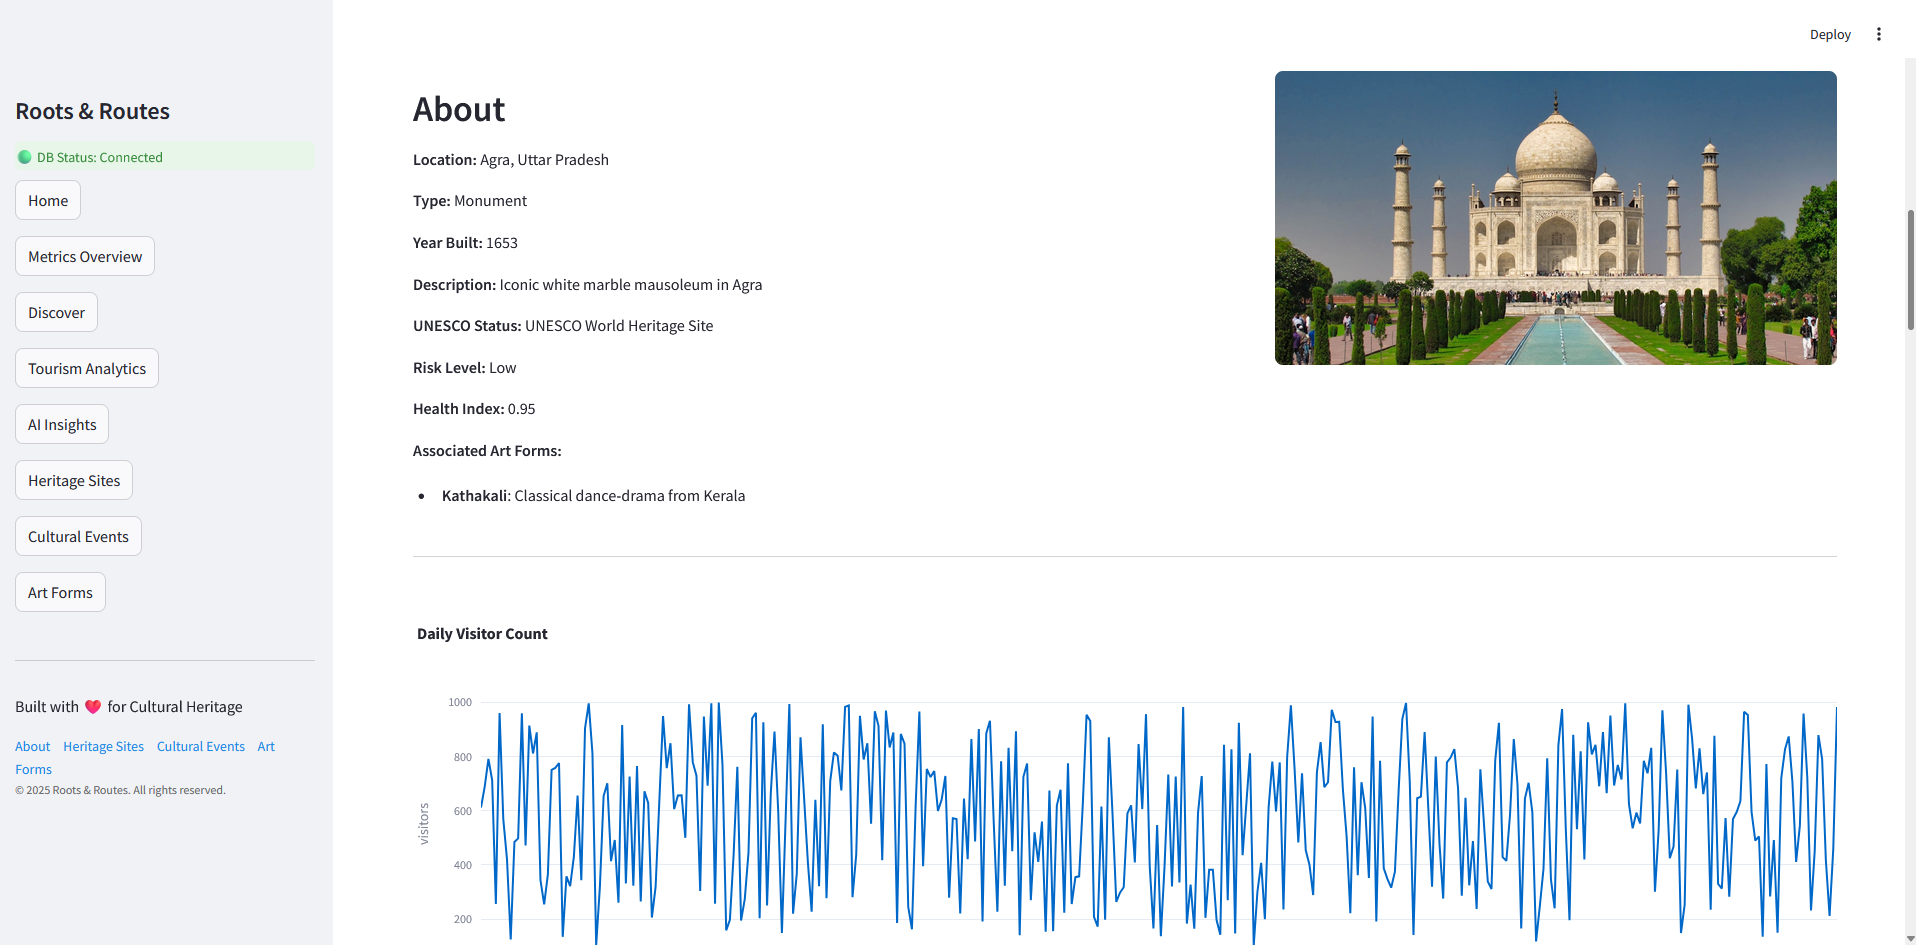 Deploy
Roots & Routes
DB Status: Connected
Home
Metrics Overview
Discover
Tourism Analytics
AI Insights
Heritage Sites
Cultural Events
Art Forms
Built with ❤️ for Cultural Heritage
About Heritage Sites Cultural Events Art
Forms
© 2025 Roots & Routes. All rights reserved.
About
Location: Agra, Uttar Pradesh
Type: Monument
Year Built: 1653
Description: Iconic white marble mausoleum in Agra
UNESCO Status: UNESCO World Heritage Site
Risk Level: Low
Health Index: 0.95
Associated Art Forms:
• Kathakali: Classical dance-drama from Kerala
Daily Visitor Count
visitors
1000
800
600
400
200